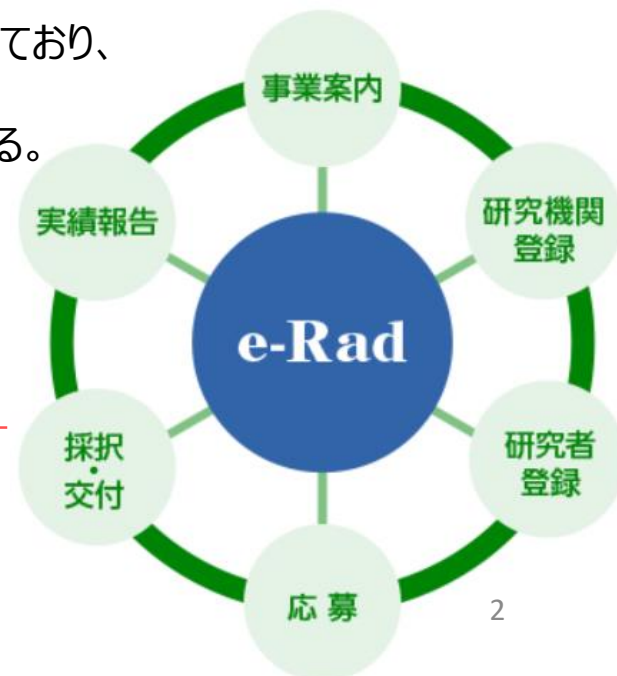 ており、
る。
事業案内
研究機関
登録
研究者
登録
応 募
採択
・
交付
実績報告
e-Rad
2